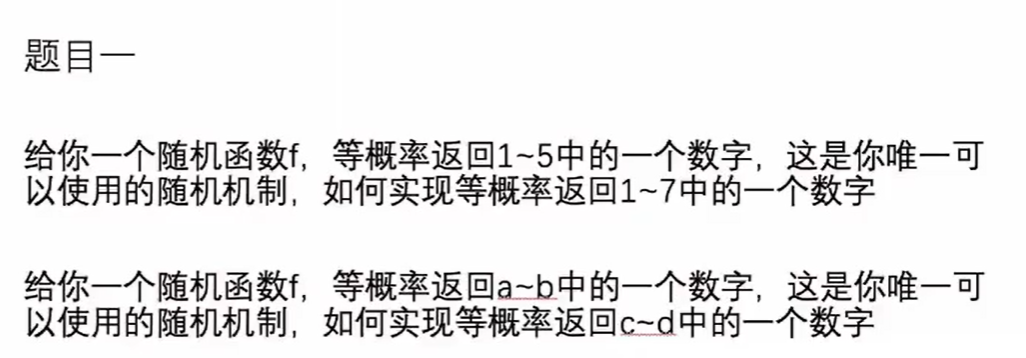 题目一
给你一个随机函数f，等概率返回1~5中的一个数字，这是你唯一可
以使用的随机机制，如何实现等概率返回1~7中的一个数字
给你一个随机函数f，等概率返回a~b中的一个数字，这是你唯一可
以使用的随机机制，如何实现等概率返回c~d中的一个数字